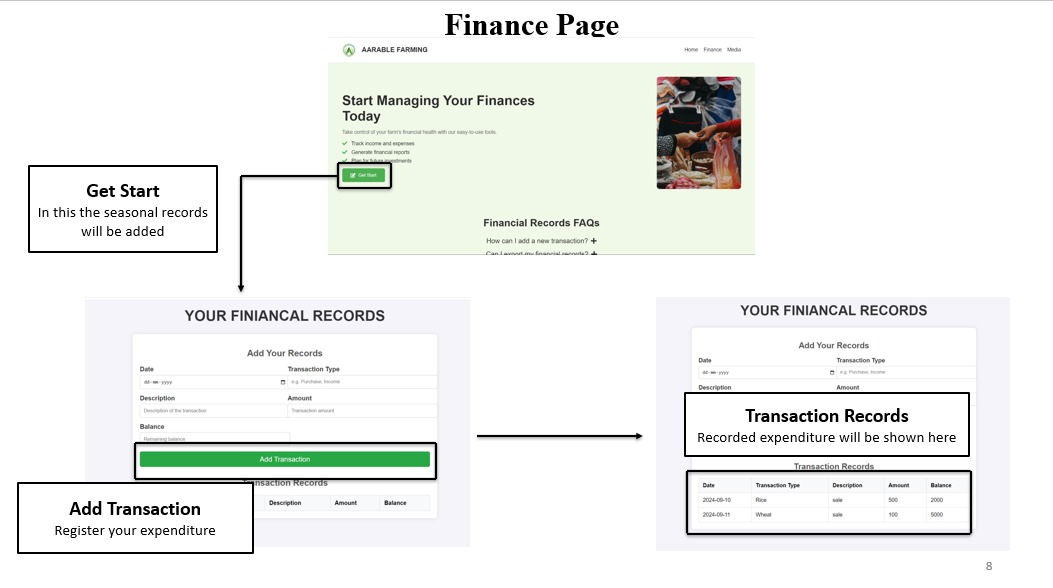 Finance Page
AARABLE FARMING
Home Finance Media
Start Managing Your Finances
Today
Take control of your farm's financial health with our easy-to-use tools.
Track income and expenses
Generate financial reports
Plan for future investments
Get Start
Financial Records FAQs
How can I add a new transaction? +
Can I export my financial records? +
Get Start
In this the seasonal records
will be added
YOUR FINIANCAL RECORDS
Add Your Records
Date Transaction Type
dd-mm-yyyy e.g. Purchase, Income
Description Amount
Description of the transaction Transaction amount
Balance
Remaining balance
Add Transaction
Transaction Records
Description Amount Balance
Add Transaction
Register your expenditure
YOUR FINIANCAL RECORDS
Add Your Records
Date Transaction Type
dd-mm-yyyy e.g. Purchase, Income
Description Amount
Transaction Records
Recorded expenditure will be shown here
Transaction Records
Date Transaction Type Description Amount Balance
2024-09-10 Rice sale 500 2000
2024-09-11 Wheat sale 100 5000
8